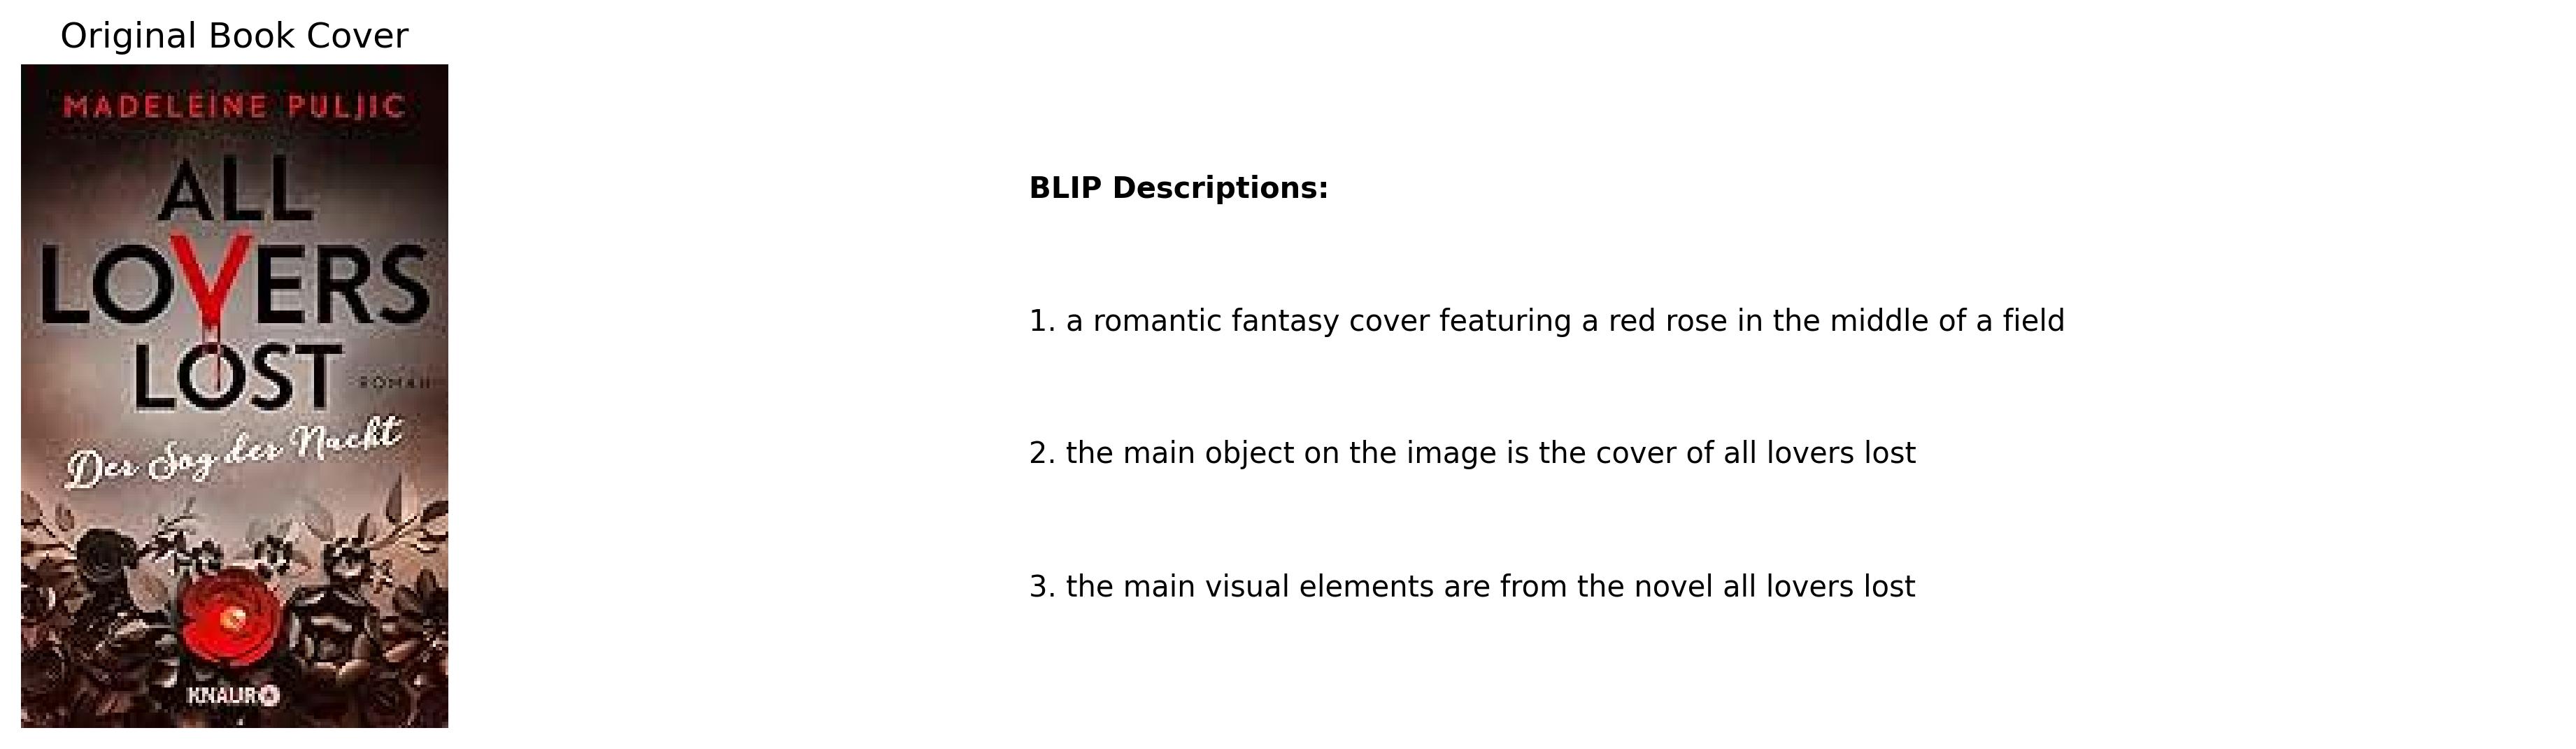 Original Book Cover
MADELEINE PULJIC
ALL
LOVERS
LOST
ROMAN
Der Sog der Nacht
KNAUR
BLIP Descriptions:
1. a romantic fantasy cover featuring a red rose in the middle of a field
2. the main object on the image is the cover of all lovers lost
3. the main visual elements are from the novel all lovers lost